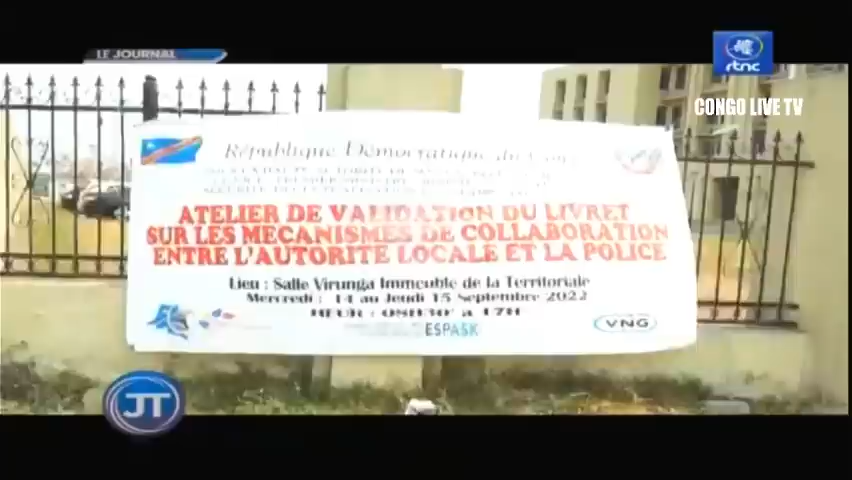 LE JOURNAL
rtnc
CONGO LIVE TV
République Démocratique du Congo
ATELIER DE VALIDATION DU LIVRET
SUR LES MECANISMES DE COLLABORATION
ENTRE L'AUTORITE LOCALE ET LA POLICE
Lieu : Salle Virunga Immeuble de la Territoriale
Mercredi : 14 au Jeudi 15 Septembre 2022
HEUR : 08H30' à 17H
ESPASK
VNG
JT